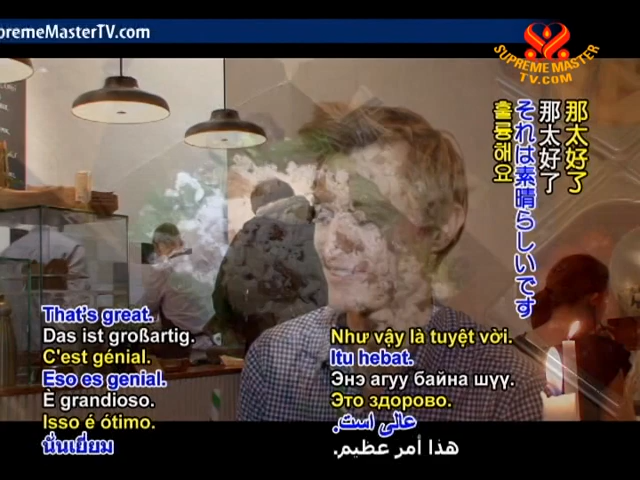 premeMasterTV.com
SUPREME MASTER
TV.COM
那太好了
那太好了
それは素晴らしいです
훌륭해요
That's great.
Das ist großartig.
C'est génial.
Eso es genial.
È grandioso.
Isso é ótimo.
นั่นเยี่ยม
Như vậy là tuyệt vời.
Itu hebat.
Энэ агуу байна шүү.
Это здорово.
عالی است.
هذا أمر عظيم.